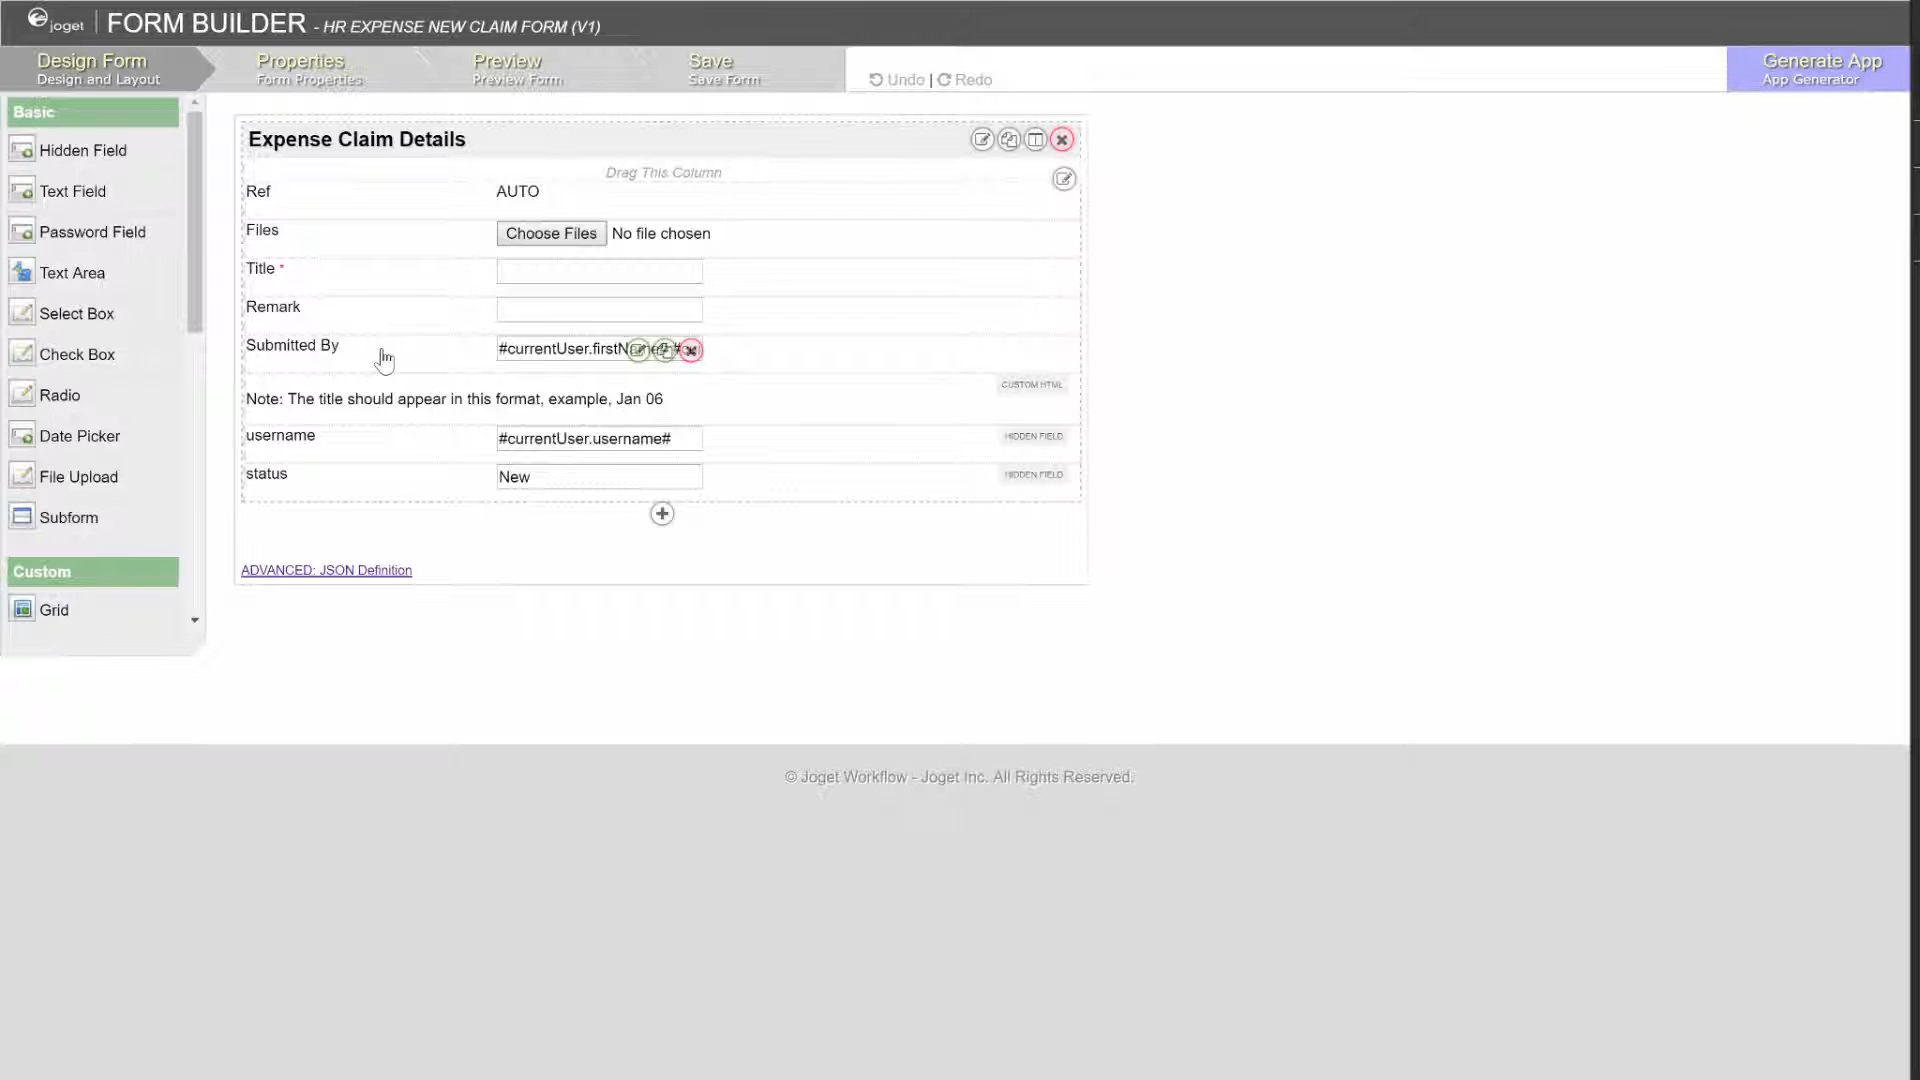 joget | FORM BUILDER - HR EXPENSE NEW CLAIM FORM (V1)
Design Form
Design and Layout
Properties
Form Properties
Preview
Preview Form
Save
Save Form
Undo | Redo
Generate App
App Generator
Basic
Hidden Field
Text Field
Password Field
Text Area
Select Box
Check Box
Radio
Date Picker
File Upload
Subform
Custom
Grid
Expense Claim Details
Drag This Column
Ref AUTO
Files Choose Files No file chosen
Title *
Remark
Submitted By #currentUser.firstName# #
CUSTOM HTML
Note: The title should appear in this format, example, Jan 06
username #currentUser.username# HIDDEN FIELD
status New HIDDEN FIELD
ADVANCED: JSON Definition
© Joget Workflow - Joget Inc. All Rights Reserved.